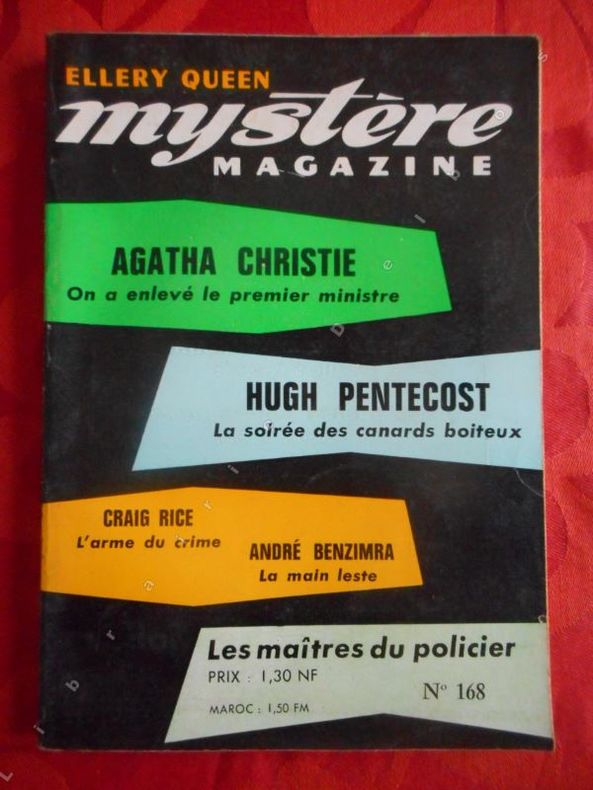 ELLERY QUEEN
mystère
MAGAZINE
AGATHA CHRISTIE
On a enlevé le premier ministre
HUGH PENTECOST
La soirée des canards boiteux
CRAIG RICE
L'arme du crime
ANDRÉ BENZIMRA
La main leste
Les maîtres du policier
PRIX : 1,30 NF
Nº 168
MAROC : 1,50 FM